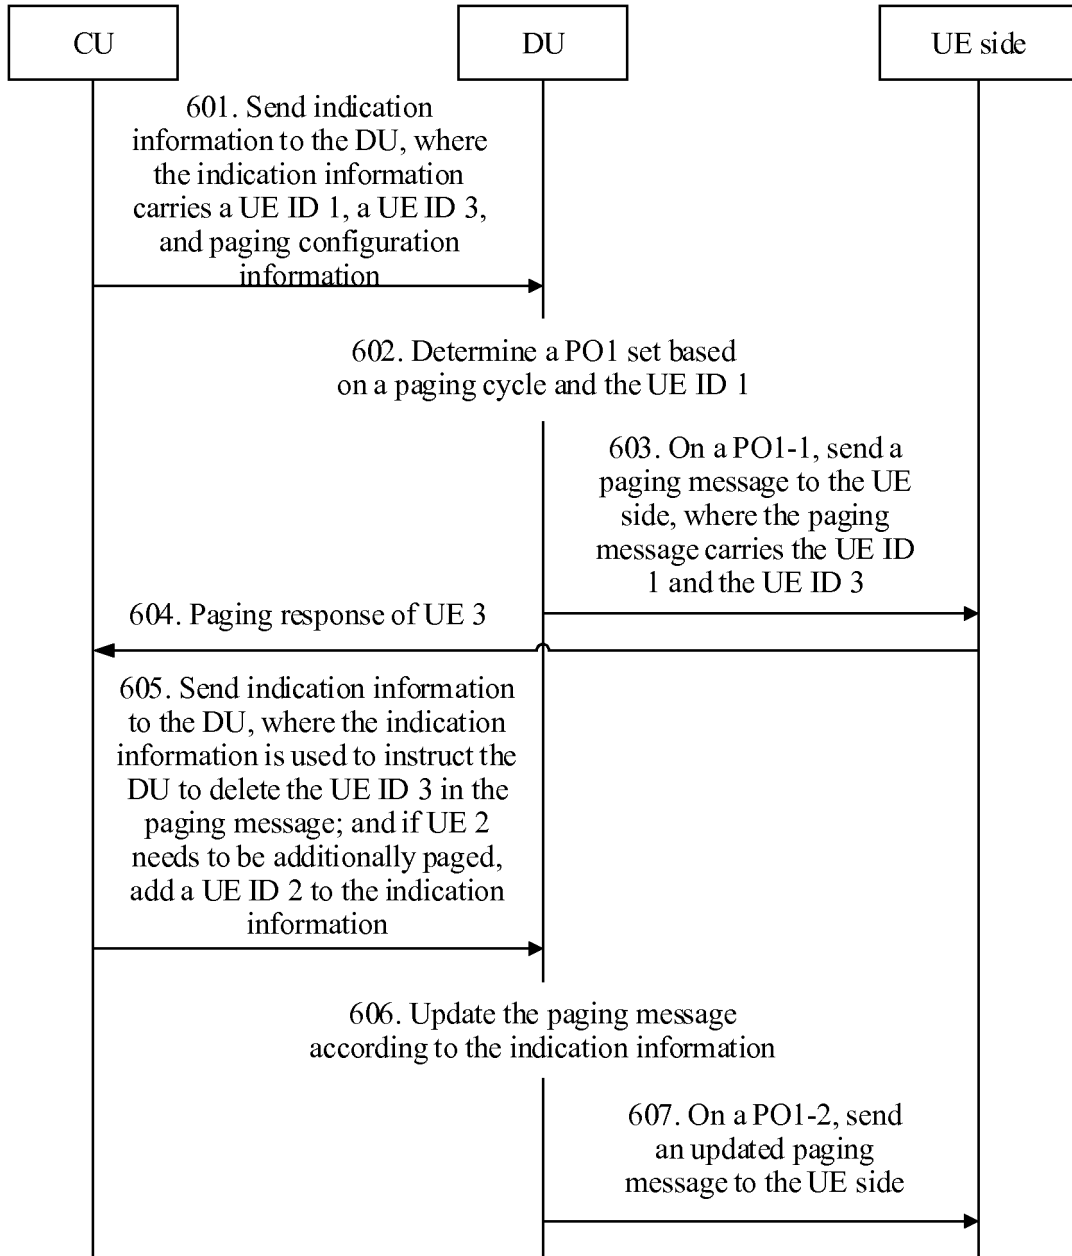 CU
DU
UE side
601. Send indication
information to the DU, where
the indication information
carries a UE ID 1, a UE ID 3,
and paging configuration
information
602. Determine a PO1 set based
on a paging cycle and the UE ID 1
603. On a PO1-1, send a
paging message to the UE
side, where the paging
message carries the UE ID
1 and the UE ID 3
604. Paging response of UE 3
605. Send indication information
to the DU, where the indication
information is used to instruct the
DU to delete the UE ID 3 in the
paging message; and if UE 2
needs to be additionally paged,
add a UE ID 2 to the indication
information
606. Update the paging message
according to the indication information
607. On a PO1-2, send
an updated paging
message to the UE side